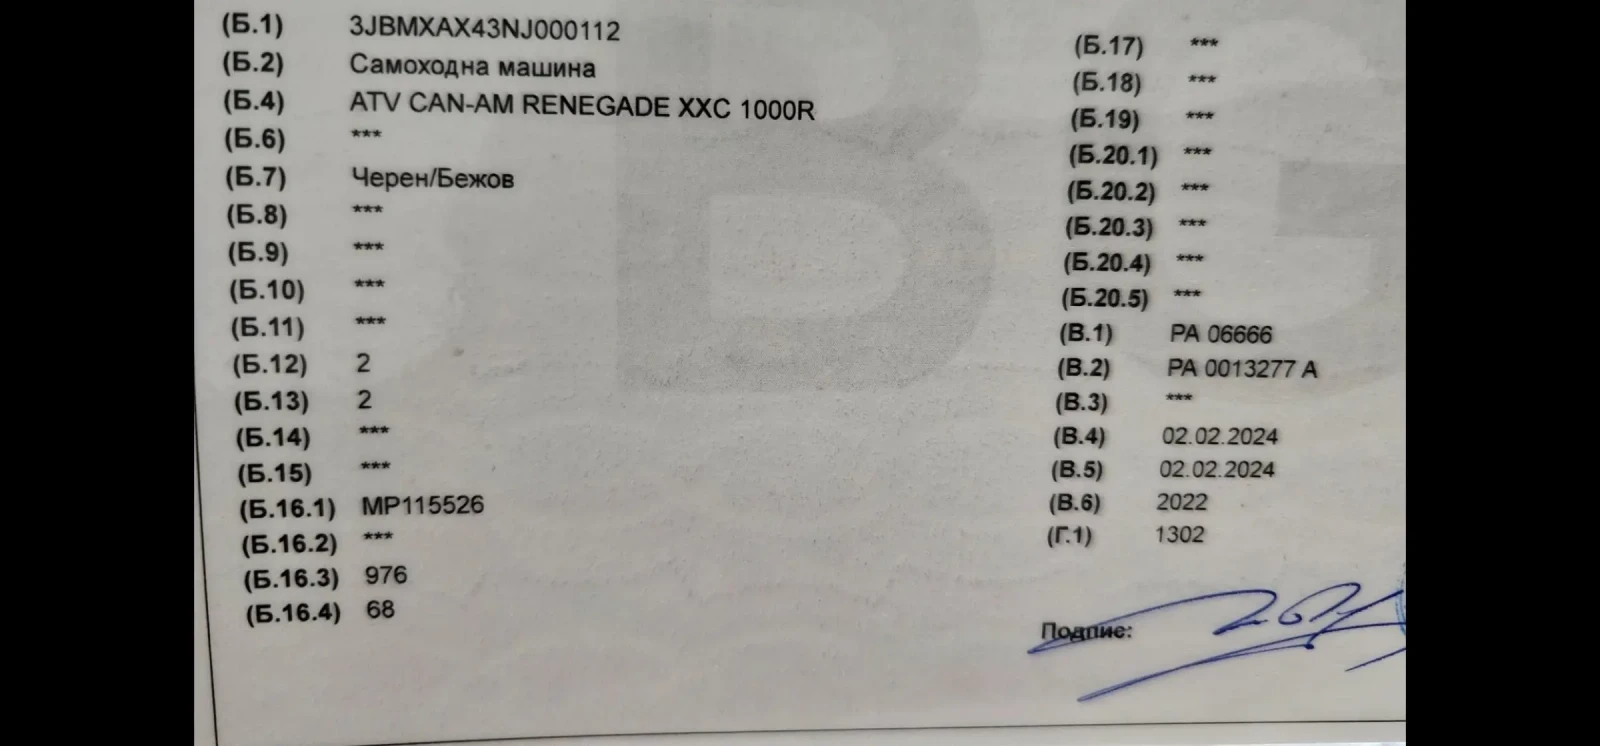 (Б.1) 3JBMXAX43NJ000112
(Б.2) Самоходна машина
(Б.4) ATV CAN-AM RENEGADE XXC 1000R
(Б.6) ***
(Б.7) Черен/Бежов
(Б.8) ***
(Б.9) ***
(Б.10) ***
(Б.11) ***
(Б.12) 2
(Б.13) 2
(Б.14) ***
(Б.15) ***
(Б.16.1) MP115526
(Б.16.2) ***
(Б.16.3) 976
(Б.16.4) 68
(Б.17) ***
(Б.18) ***
(Б.19) ***
(Б.20.1) ***
(Б.20.2) ***
(Б.20.3) ***
(Б.20.4) ***
(Б.20.5) ***
(В.1) РА 06666
(В.2) РА 0013277 А
(В.3) ***
(В.4) 02.02.2024
(В.5) 02.02.2024
(В.6) 2022
(Г.1) 1302
Подпис: